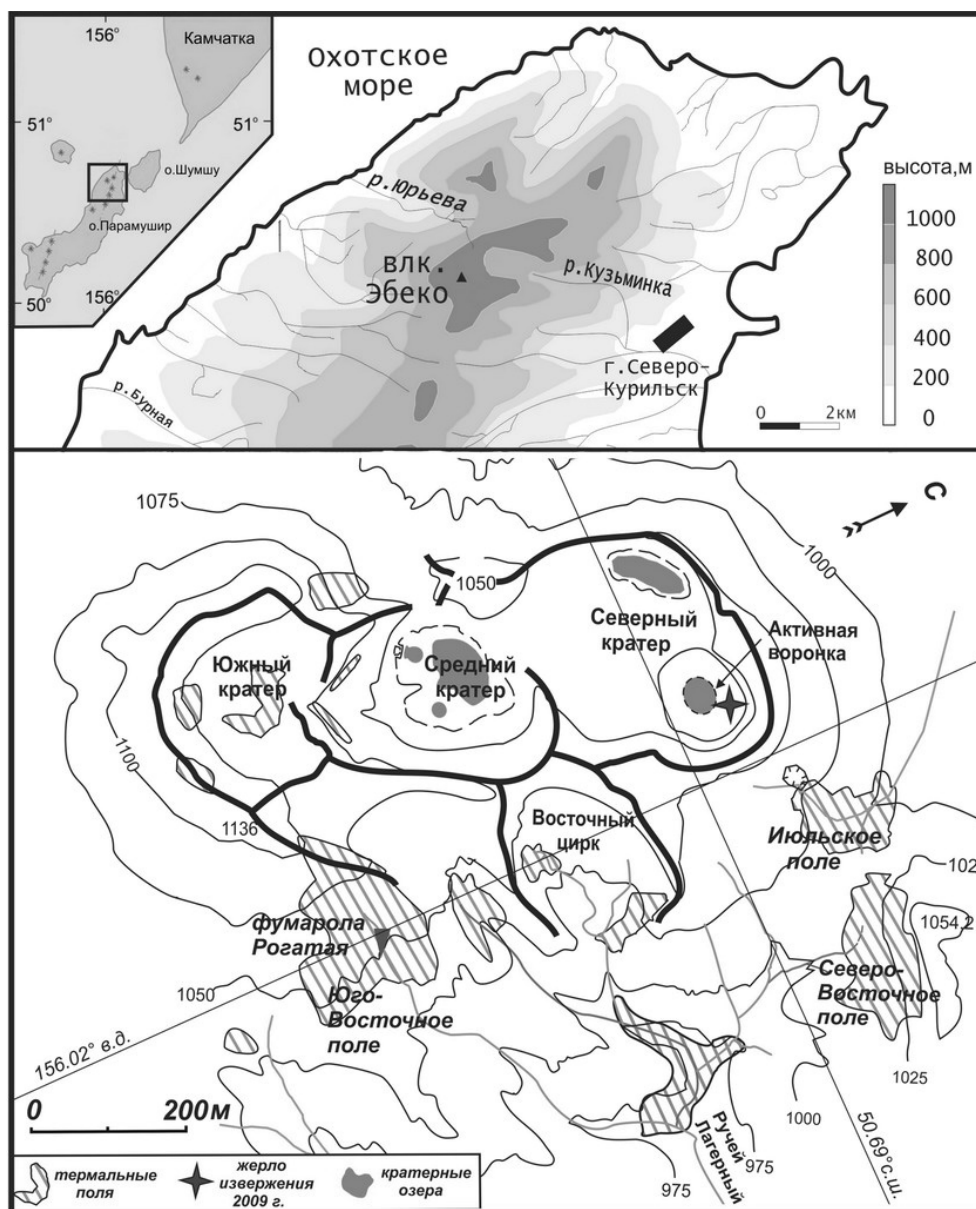 156°
Камчатка
51°
51°
о.Шумшу
о.Парамушир
50°
156°
Охотское
море
р.Юрьева
влк.
Эбеко
р.Кузьминка
г.Северо-
Курильск
р.Бурная
0 2км
высота,м
1000
800
600
400
200
0
1075
С
1000
1050
Северный
кратер
Активная
воронка
Южный
кратер
Средний
кратер
1100
1136
Восточный
цирк
Июльское
поле
102
1054,2
фумарола
Рогатая
Северо-
Восточное
поле
1050
Юго-
Восточное
поле
156.02° в.д.
1025
1000
50.69°с.ш.
0 200м
Ручей
Лагерный
975
975
термальные
поля
жерло
извержения
2009 г.
кратерные
озера